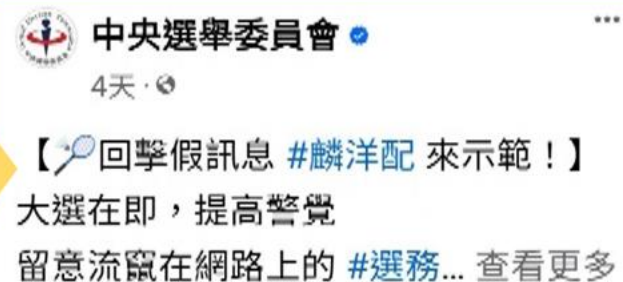 中央選舉委員會
4天
【🏸回擊假訊息 #麟洋配 來示範！】
大選在即，提高警覺
留意流竄在網路上的 #選務... 查看更多